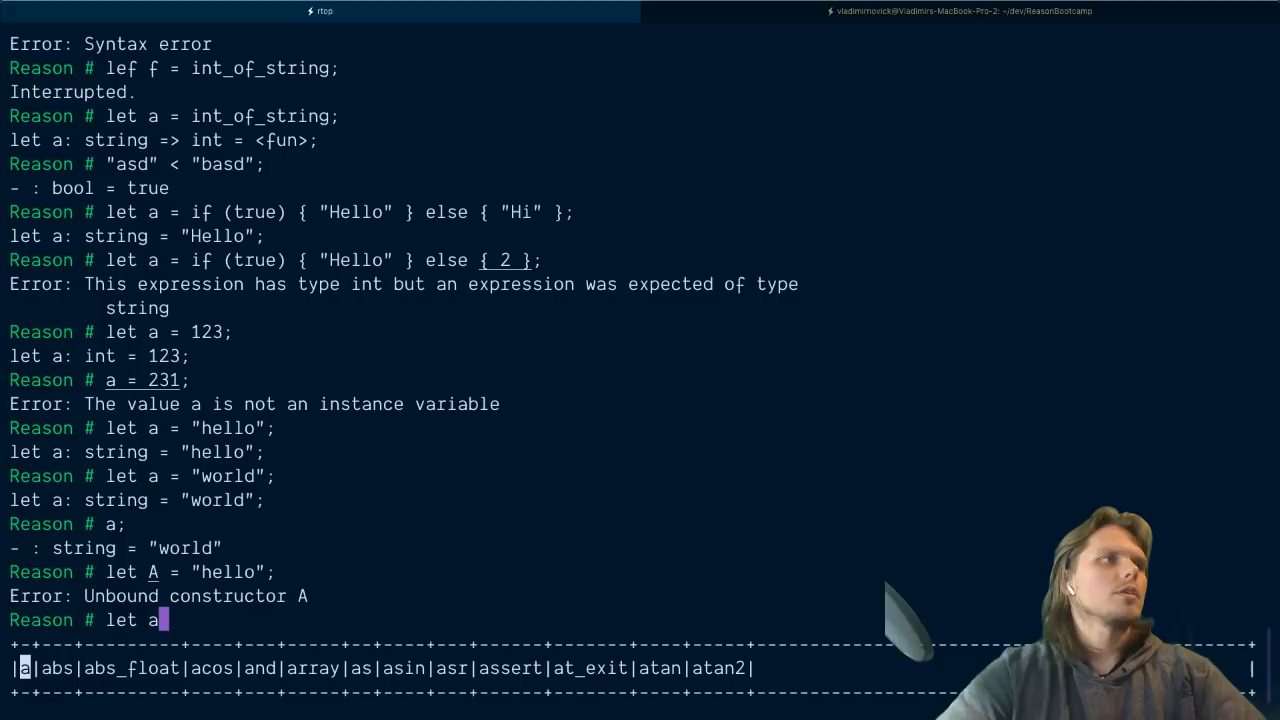 ⚡ rtop
⚡ vladimirnovick@Vladimirs-MacBook-Pro-2: ~/dev/ReasonBootcamp
Error: Syntax error
Reason # lef f = int_of_string;
Interrupted.
Reason # let a = int_of_string;
let a: string => int = <fun>;
Reason # "asd" < "basd";
- : bool = true
Reason # let a = if (true) { "Hello" } else { "Hi" };
let a: string = "Hello";
Reason # let a = if (true) { "Hello" } else { 2 };
Error: This expression has type int but an expression was expected of type
string
Reason # let a = 123;
let a: int = 123;
Reason # a = 231;
Error: The value a is not an instance variable
Reason # let a = "hello";
let a: string = "hello";
Reason # let a = "world";
let a: string = "world";
Reason # a;
- : string = "world"
Reason # let A = "hello";
Error: Unbound constructor A
Reason # let a
|a|abs|abs_float|acos|and|array|as|asin|asr|assert|at_exit|atan|atan2|